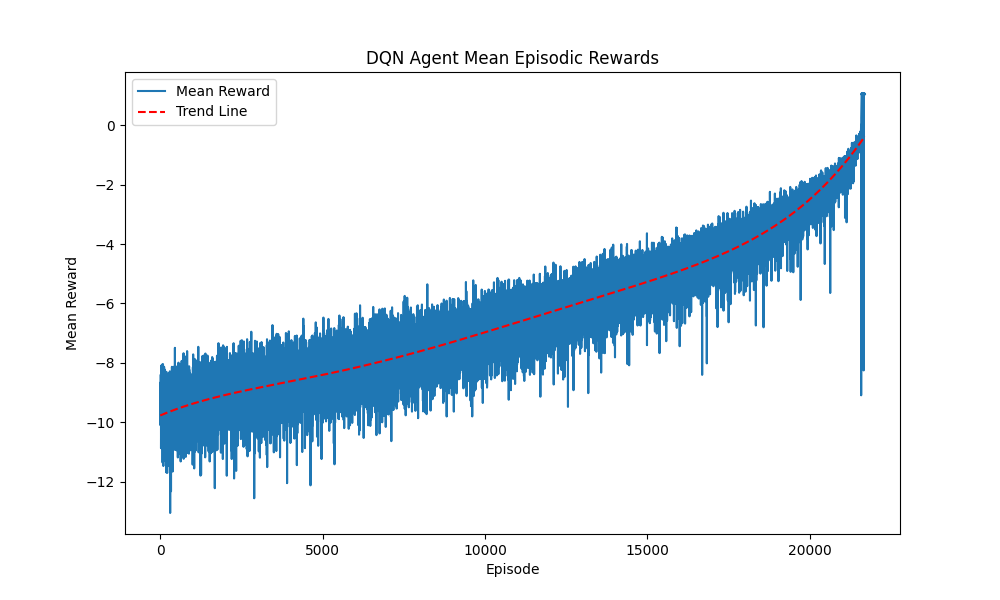 DQN Agent Mean Episodic Rewards
Mean Reward
Trend Line
0
−2
−4
−6
−8
−10
−12
Mean Reward
0
5000
10000
15000
20000
Episode